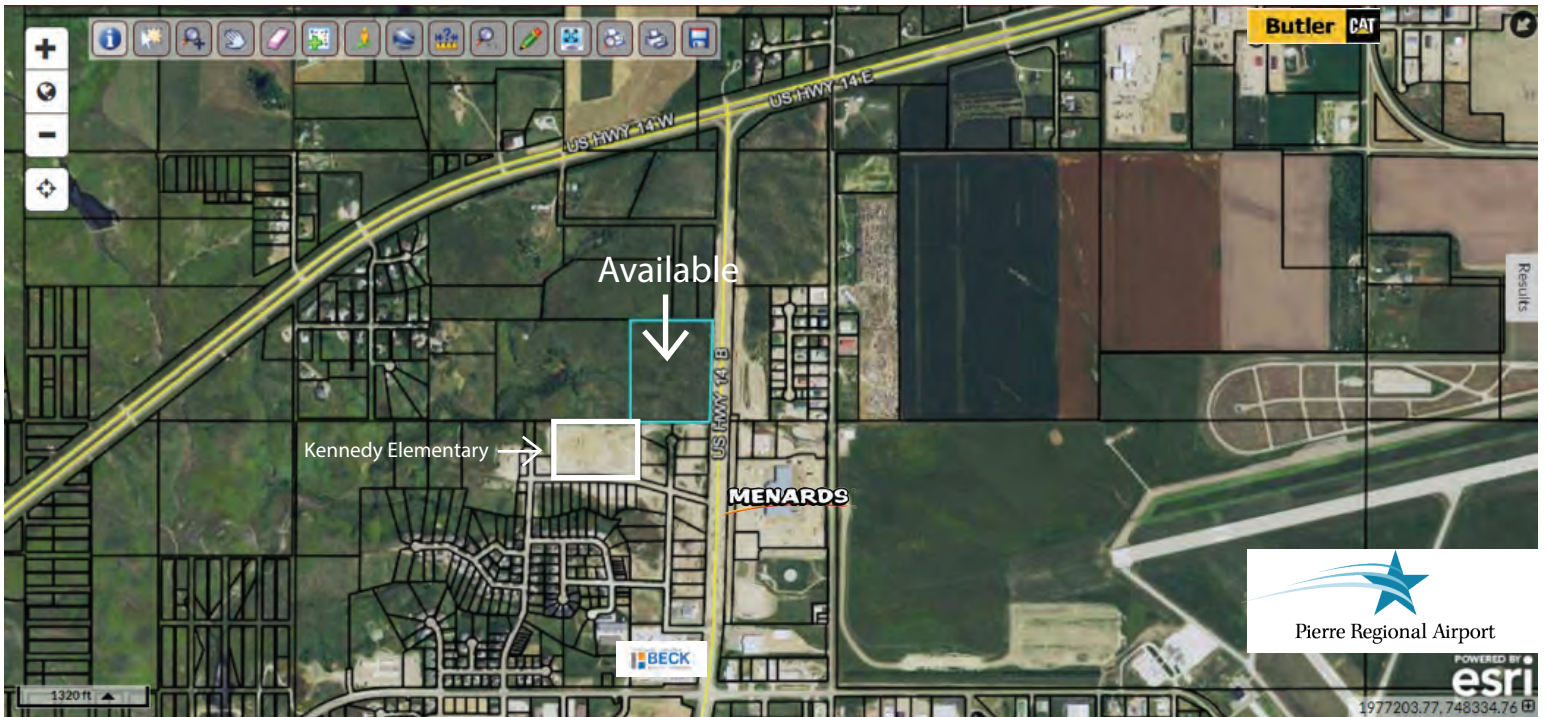 Butler CAT
US HWY 14 E
US HWY 14 W
Available
Results
US HWY 14 B
Kennedy Elementary
MENARDS
Pierre Regional Airport
BECK
POWERED BY
esri
1320 ft
1977203.77, 748334.76